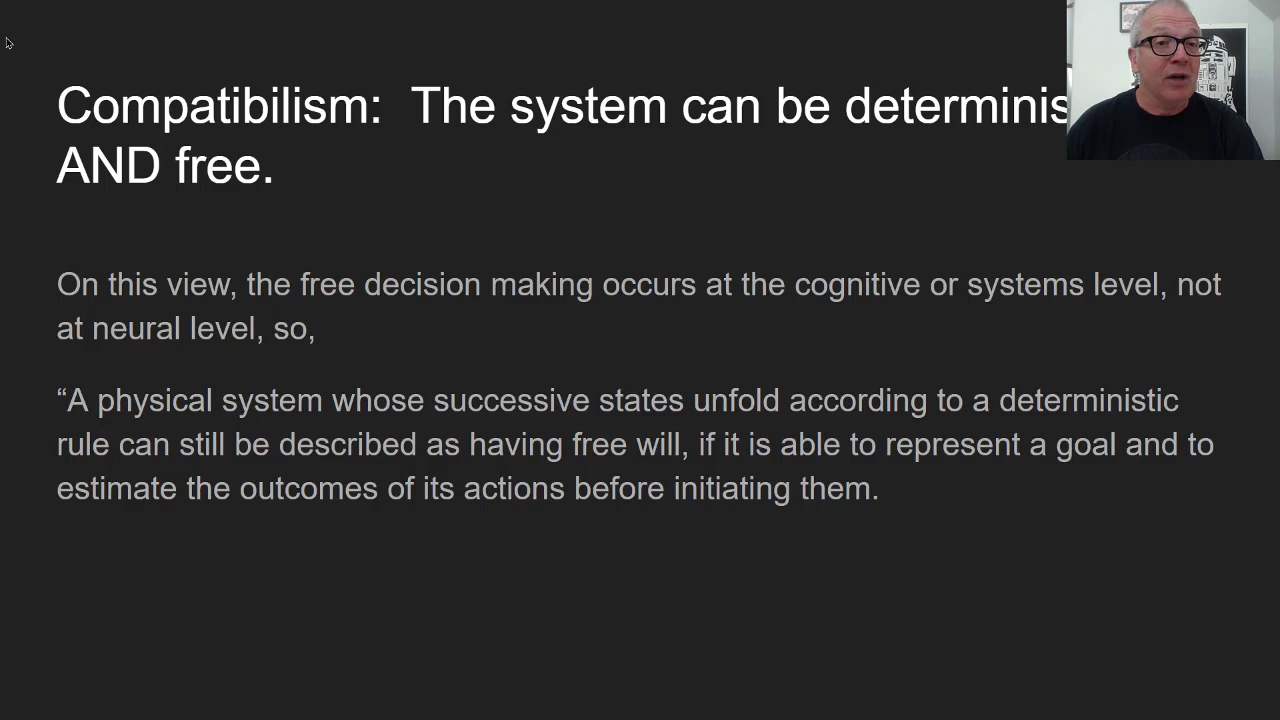 Compatibilism:  The system can be determinis
AND free.
On this view, the free decision making occurs at the cognitive or systems level, not
at neural level, so,
“A physical system whose successive states unfold according to a deterministic
rule can still be described as having free will, if it is able to represent a goal and to
estimate the outcomes of its actions before initiating them.